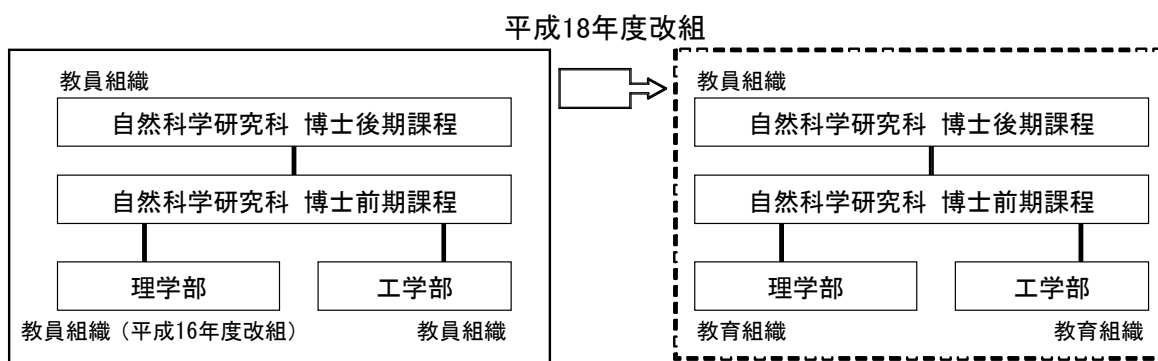 平成18年度改組
教員組織
自然科学研究科 博士後期課程
自然科学研究科 博士前期課程
理学部
工学部
教員組織（平成16年度改組）
教員組織
教員組織
自然科学研究科 博士後期課程
自然科学研究科 博士前期課程
理学部
工学部
教育組織
教育組織